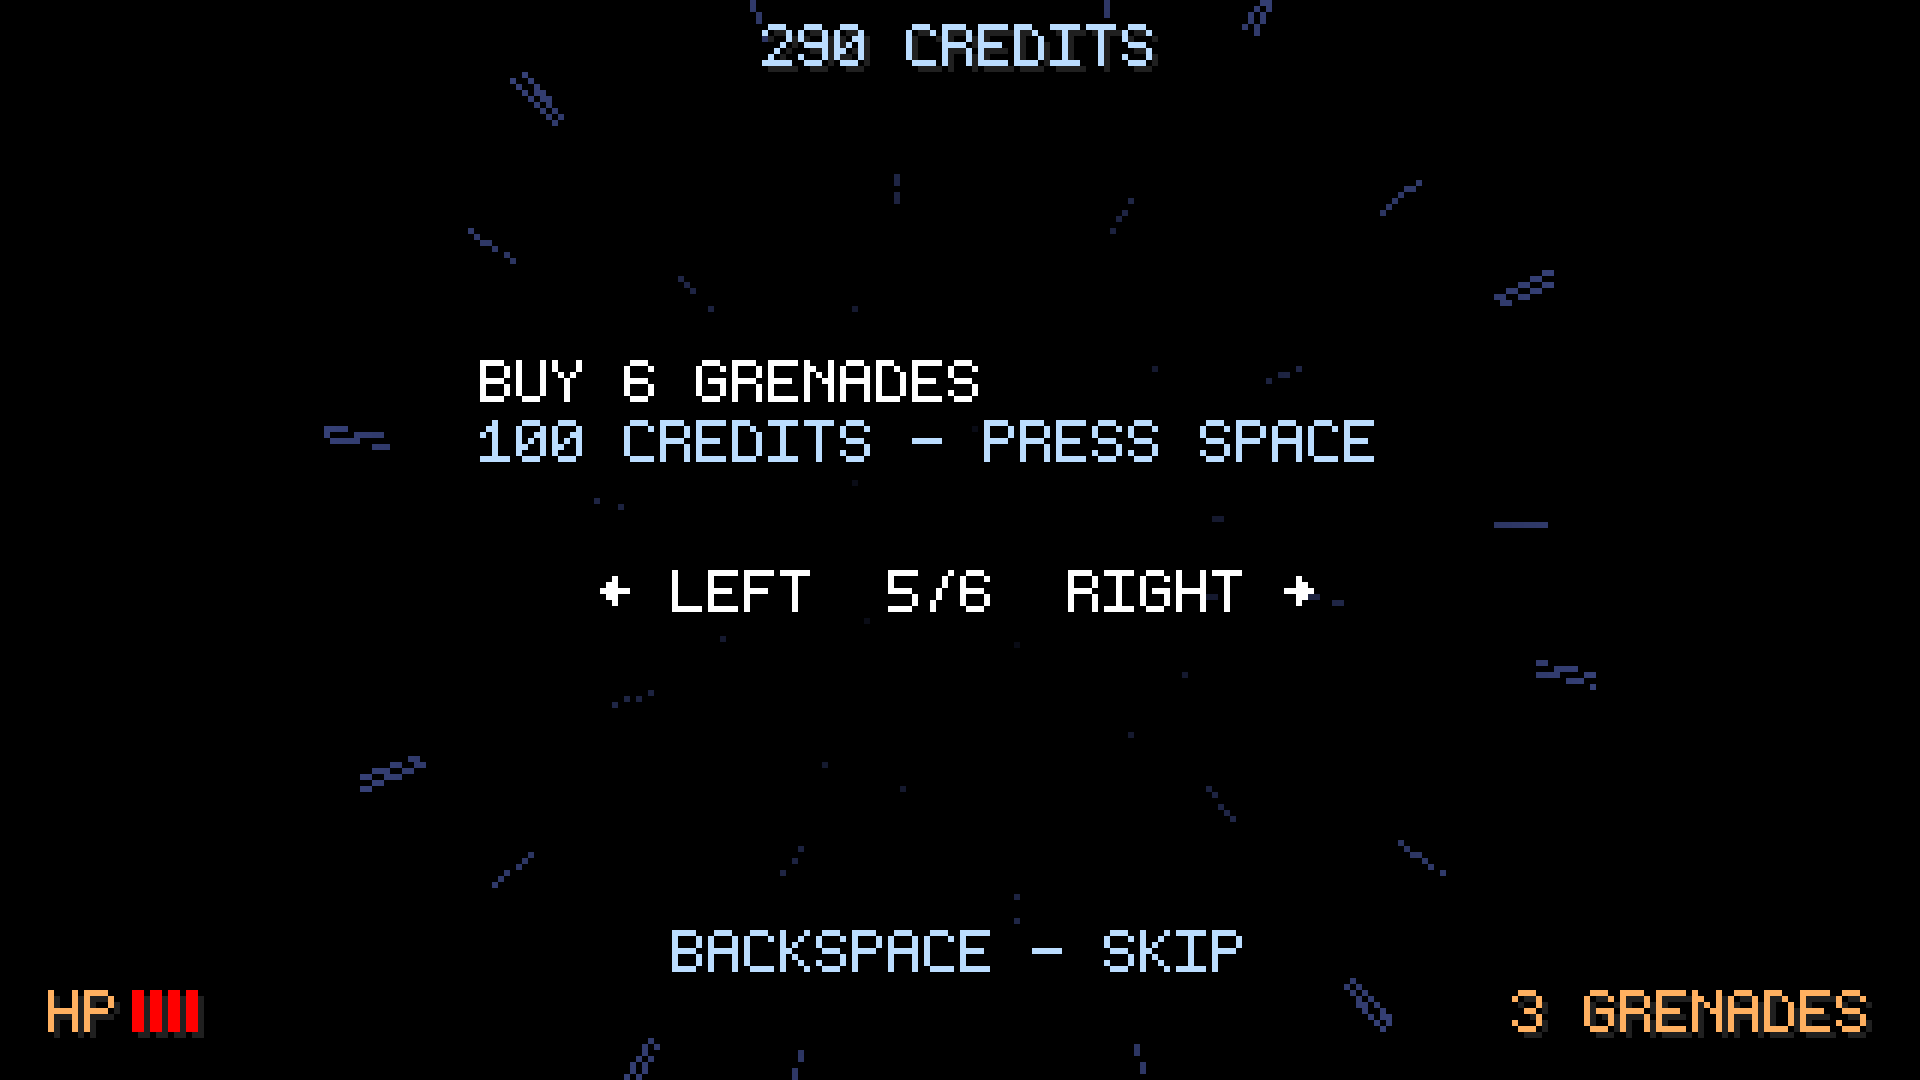 290 CREDITS
BUY 6 GRENADES
100 CREDITS - PRESS SPACE
← LEFT 5/6 RIGHT →
BACKSPACE - SKIP
HP
3 GRENADES